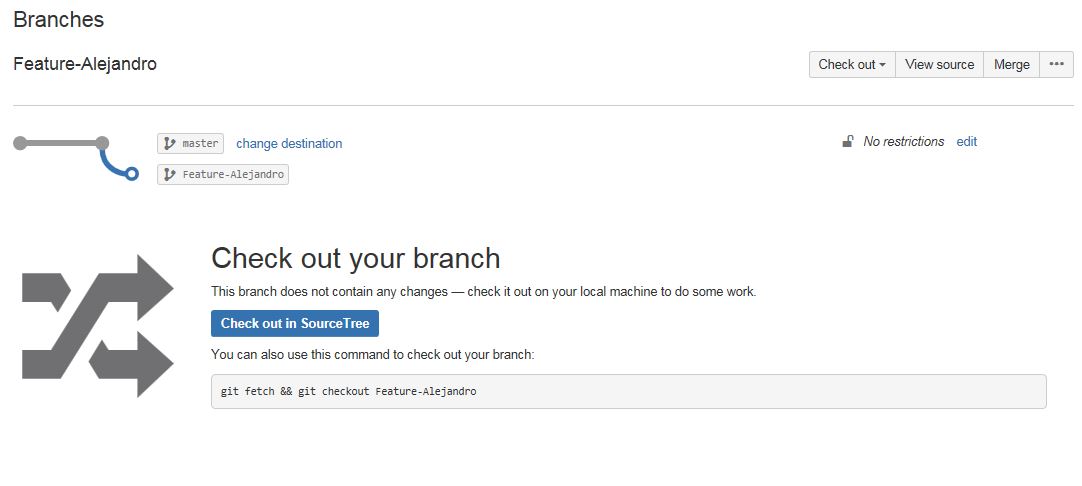 Branches
Feature-Alejandro
Check out View source Merge •••
master change destination
No restrictions edit
Feature-Alejandro
Check out your branch
This branch does not contain any changes — check it out on your local machine to do some work.
Check out in SourceTree
You can also use this command to check out your branch:
git fetch && git checkout Feature-Alejandro